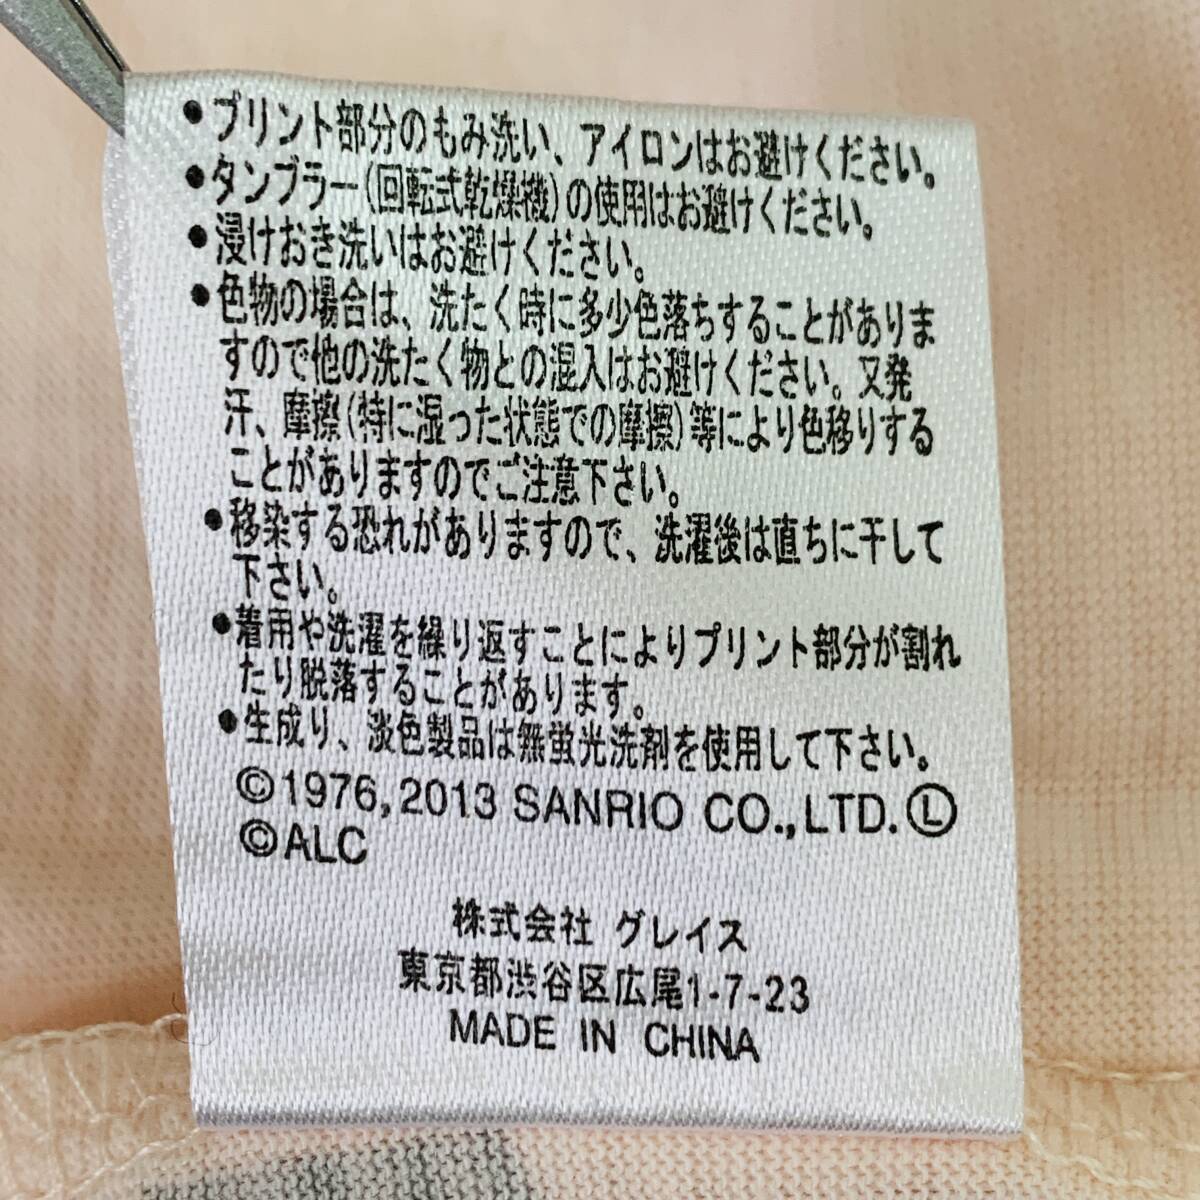 •プリント部分のもみ洗い、アイロンはお避けください。
•タンブラー(回転式乾燥機)の使用はお避けください。
•浸けおき洗いはお避けください。
•色物の場合は、洗たく時に多少色落ちすることがありま
すので他の洗たく物との混入はお避けください。又発
汗、摩擦(特に湿った状態での摩擦)等により色移りする
ことがありますのでご注意下さい。
•移染する恐れがありますので、洗濯後は直ちに干して
下さい。
•着用や洗濯を繰り返すことによりプリント部分が割れ
たり脱落することがあります。
•生成り、淡色製品は無蛍光洗剤を使用して下さい。
©1976,2013 SANRIO CO.,LTD. Ⓛ
©ALC
株式会社 グレイス
東京都渋谷区広尾1-7-23
MADE IN CHINA